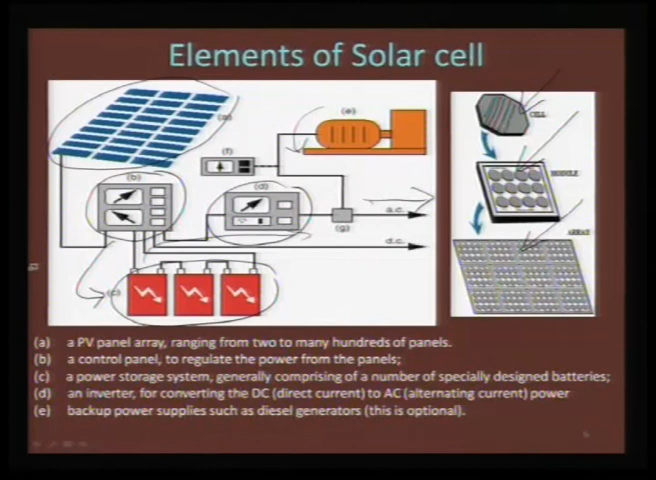 Elements of Solar cell
(a)
(b)
(c)
(d)
(e)
(f)
(g)
a.c.
d.c.
CELL
MODULE
ARRAY
(a) a PV panel array, ranging from two to many hundreds of panels.
(b) a control panel, to regulate the power from the panels;
(c) a power storage system, generally comprising of a number of specially designed batteries;
(d) an inverter, for converting the DC (direct current) to AC (alternating current) power
(e) backup power supplies such as diesel generators (this is optional).